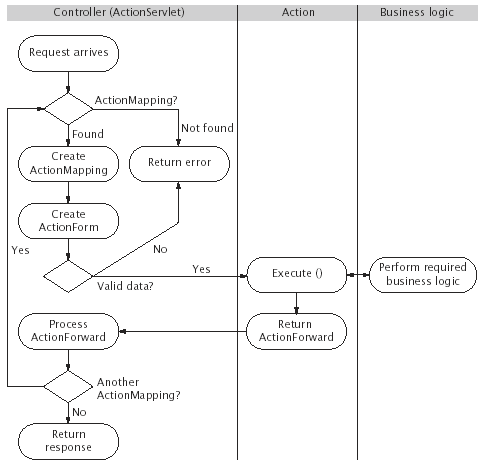 Controller (ActionServlet)
Action
Business logic
Request arrives
ActionMapping?
Not found
Found
Create
ActionMapping
Return error
Create
ActionForm
Yes
No
Yes
Valid data?
Execute ()
Perform required
business logic
Process
ActionForward
Return
ActionForward
Another
ActionMapping?
No
Return
response